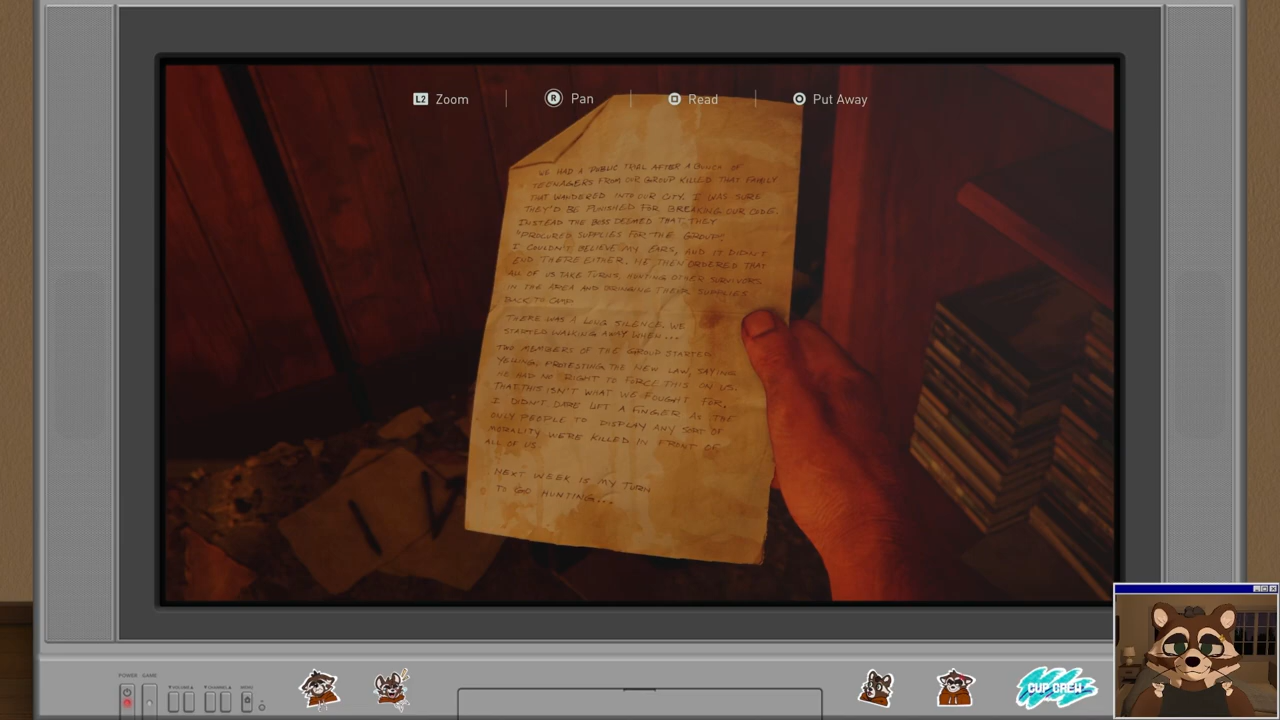 L2 Zoom | R Pan | Read | Put Away
WE HAD A PUBLIC TRIAL AFTER A BUNCH OF
TEENAGERS FROM OUR GROUP KILLED THAT FAMILY
THAT WANDERED INTO OUR CITY. I WAS SURE
THEY'D BE PUNISHED FOR BREAKING OUR CODE.
INSTEAD THE BOSS DEEMED THAT THEY
"PROCURED SUPPLIES FOR THE GROUP".
I COULDN'T BELIEVE MY EARS, AND IT DIDN'T
END THERE EITHER. HE THEN ORDERED THAT
ALL OF US TAKE TURNS, HUNTING OTHER SURVIVORS
IN THE AREA AND BRINGING THEIR SUPPLIES
BACK TO CAMP.
THERE WAS A LONG SILENCE. WE
STARTED WALKING AWAY WHEN...
TWO MEMBERS OF THE GROUP STARTED
YELLING, PROTESTING THE NEW LAW, SAYING
HE HAD NO RIGHT TO FORCE THIS ON US.
THAT THIS ISN'T WHAT WE FOUGHT FOR.
I DIDN'T DARE LIFT A FINGER AS THE
ONLY PEOPLE TO DISPLAY ANY SORT OF
MORALITY WERE KILLED IN FRONT OF
ALL OF US.
NEXT WEEK IS MY TURN
TO GO HUNTING...
POWER GAME VOLUME CHANNEL MENU
CUP CREW